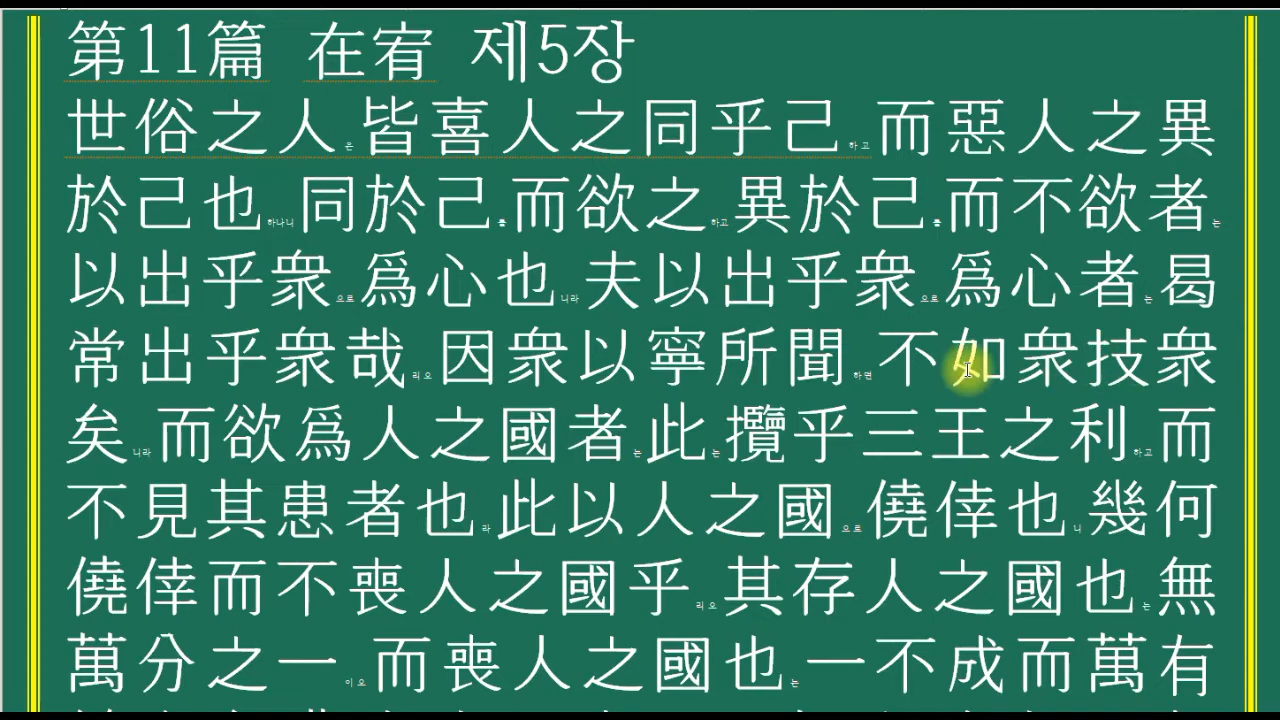 第11篇 在宥 제5장
世俗之人은皆喜人之同乎己하고而惡人之異
於己也하나니同於己를而欲之하고異於己를而不欲者는
以出乎衆으로爲心也니라夫以出乎衆으로爲心者는曷
常出乎衆哉리오因衆以寧所聞하면不如衆技衆
矣니라而欲爲人之國者는此는攬乎三王之利하고而
不見其患者也라此以人之國으로僥倖也니幾何
僥倖而不喪人之國乎리오其存人之國也는無
萬分之一이오而喪人之國也는一不成而萬有